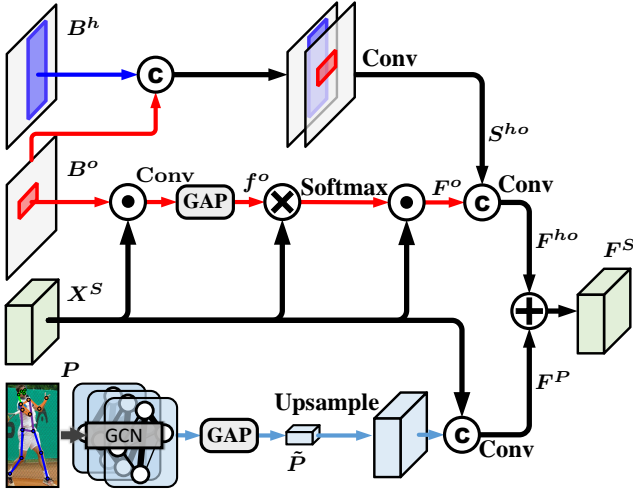 B^h
C
Conv
S^{ho}
B^o
Conv
GAP
f^o
Softmax
F^o
C
Conv
F^{ho}
F^S
X^S
P
GCN
GAP
P̃
Upsample
C
Conv
F^P